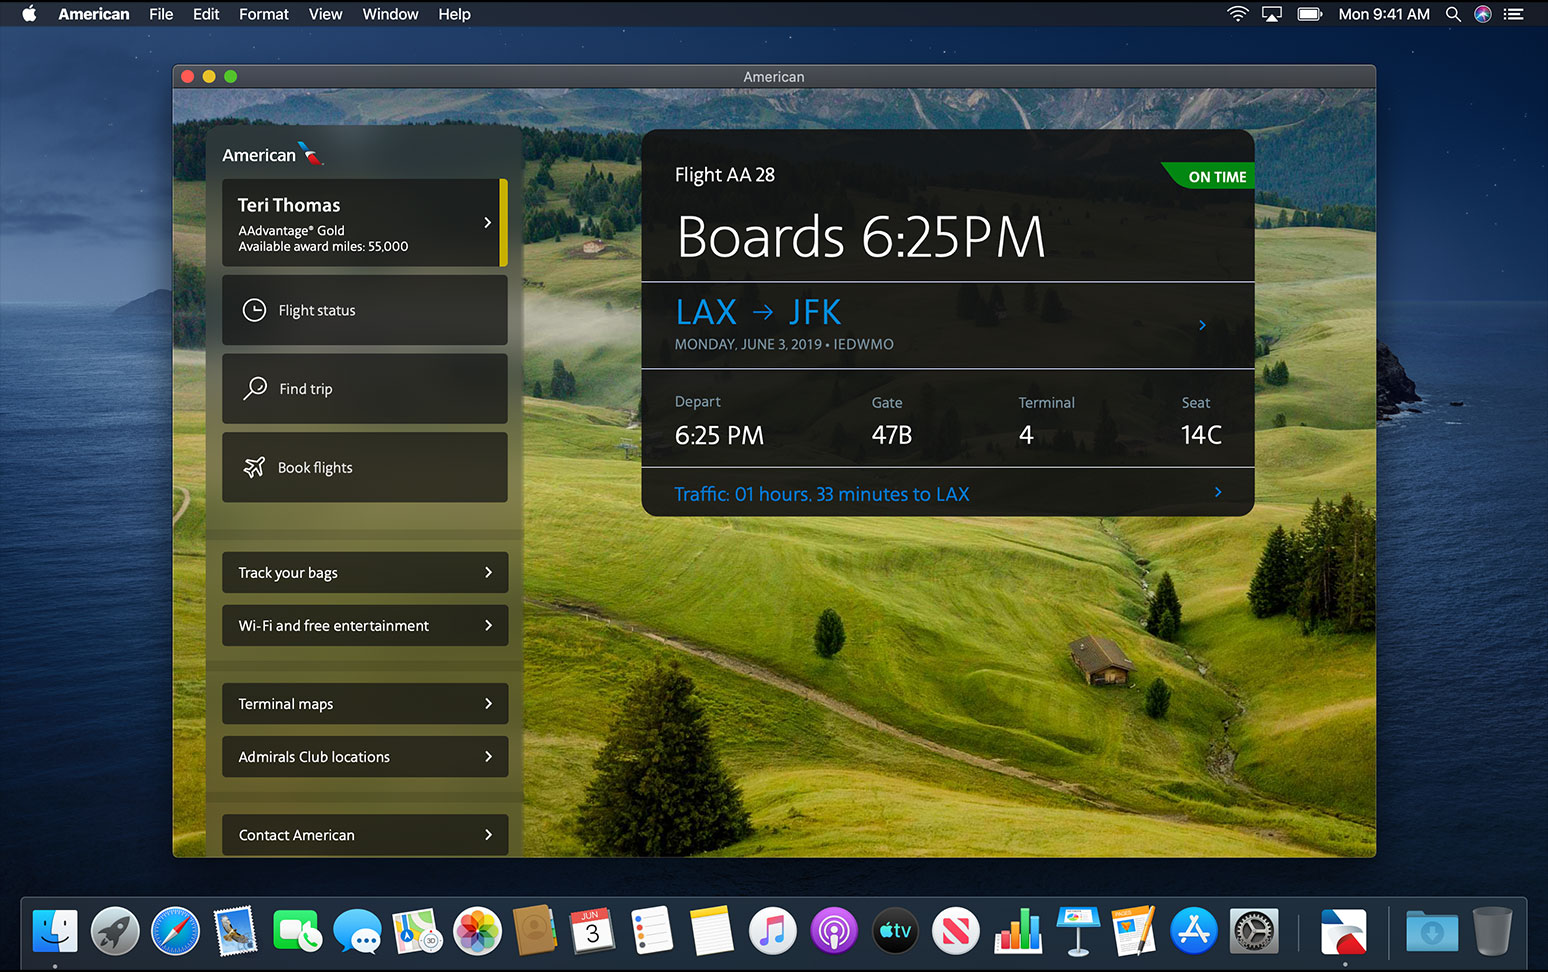 American File Edit Format View Window Help Mon 9:41 AM
American
American
Teri Thomas
AAdvantage® Gold
Available award miles: 55,000
Flight status
Find trip
Book flights
Track your bags
Wi-Fi and free entertainment
Terminal maps
Admirals Club locations
Contact American
Flight AA 28
ON TIME
Boards 6:25PM
LAX → JFK
MONDAY, JUNE 3, 2019 • IEDWMO
Depart Gate Terminal Seat
6:25 PM 47B 4 14C
Traffic: 01 hours, 33 minutes to LAX
3D
JUN
3
tv
PAGES